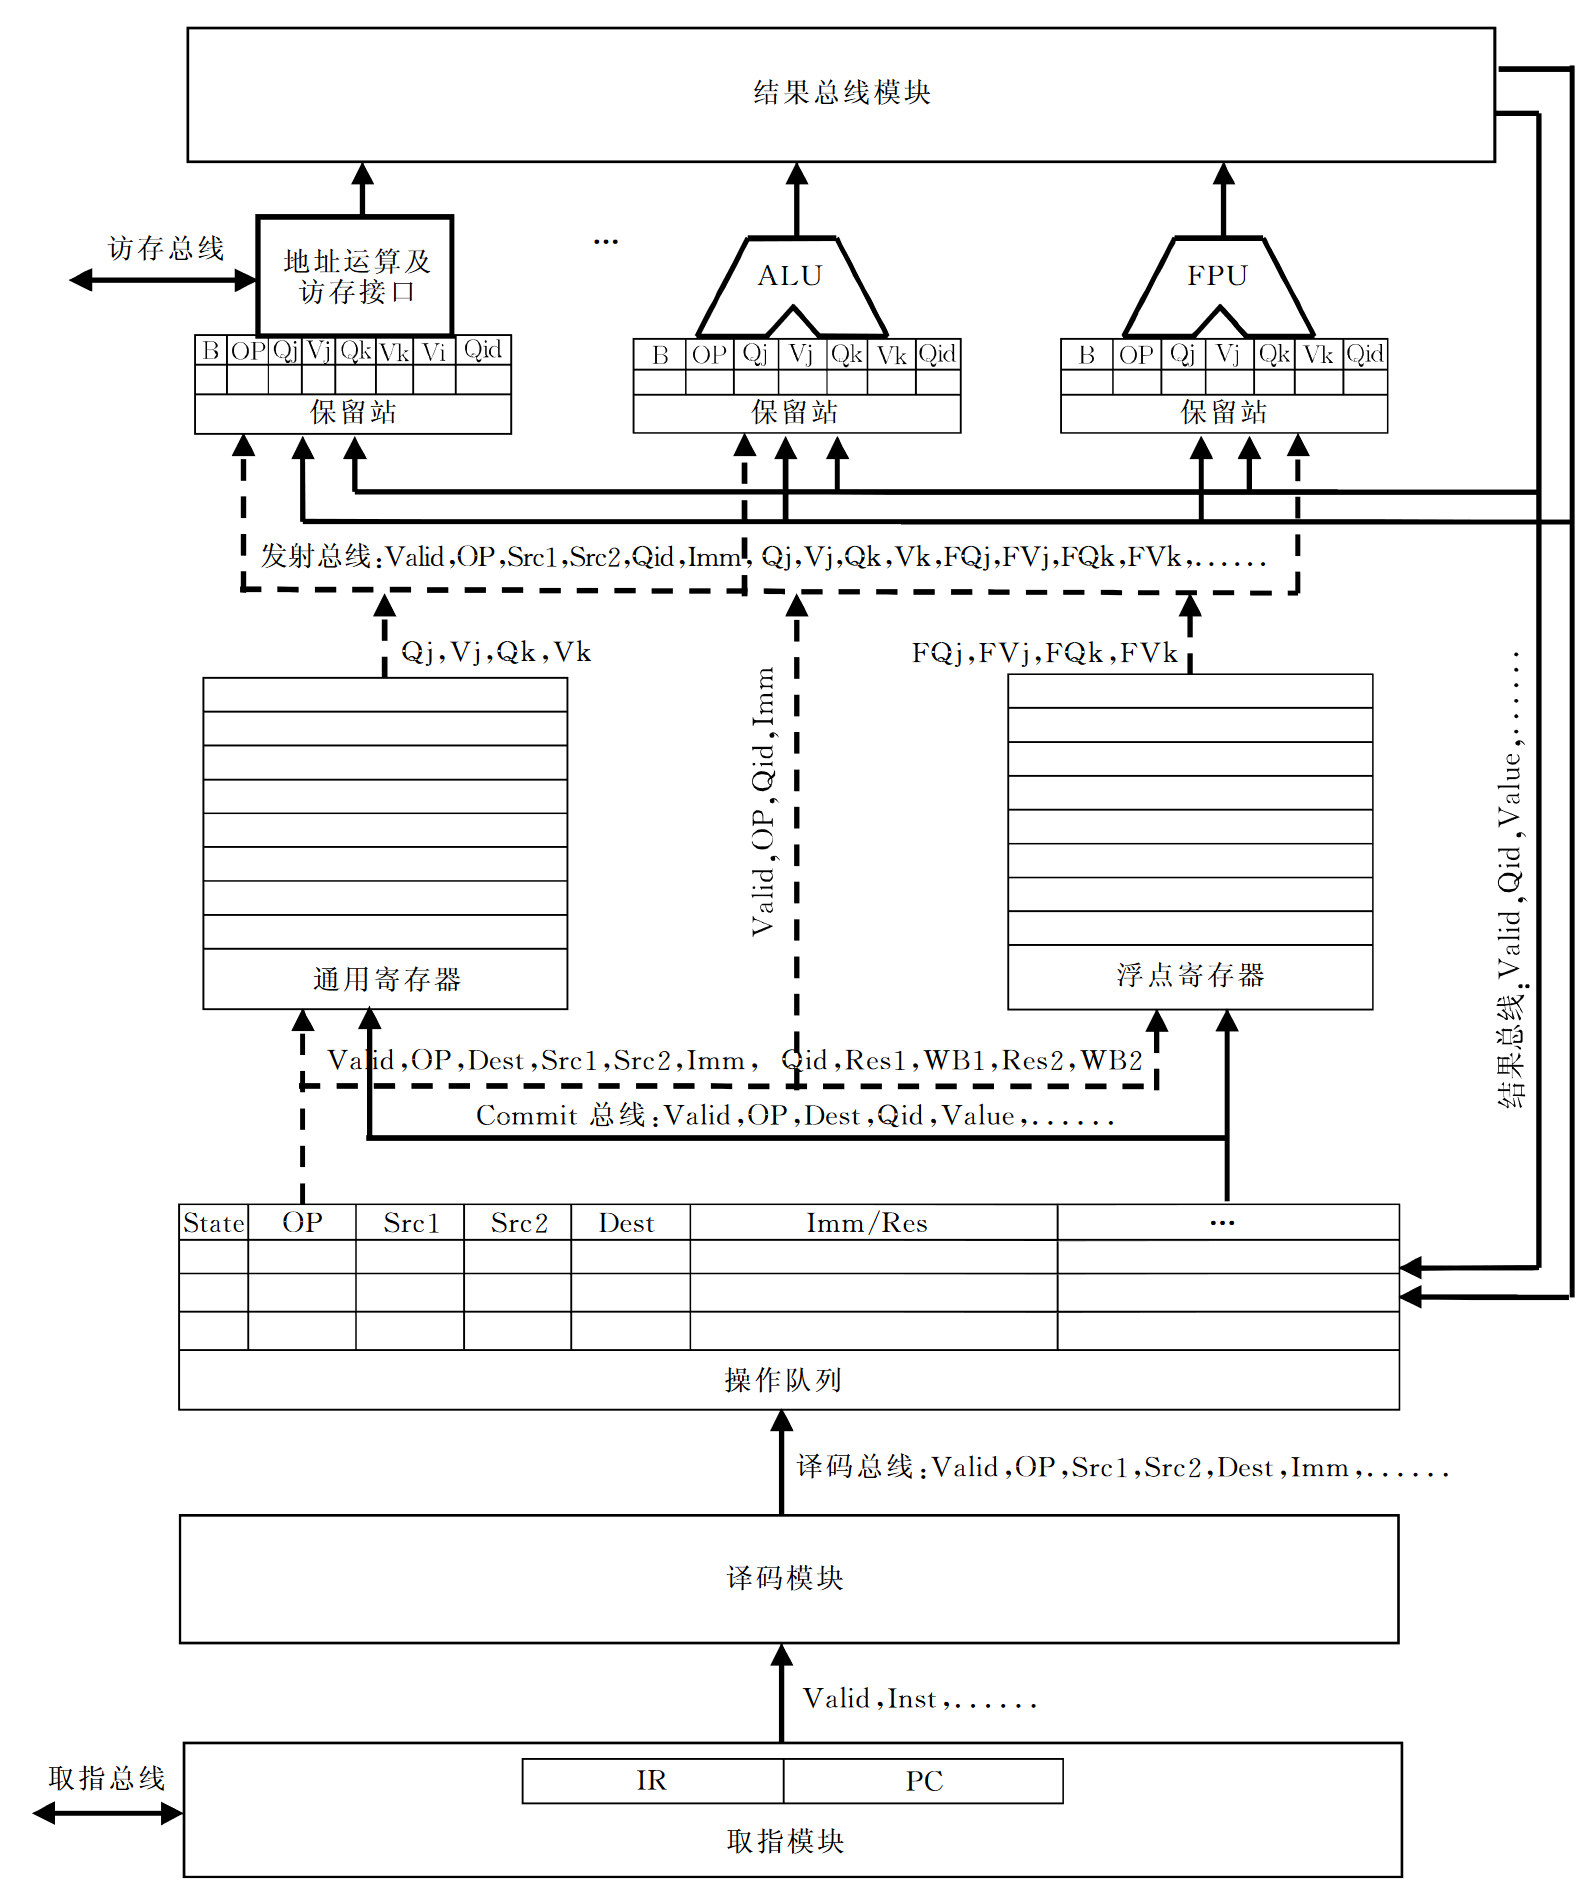 结果总线模块
访存总线
地址运算及
访存接口
...
ALU
FPU
B OP Qj Vj Qk Vk Vi Qid
保留站
B OP Qj Vj Qk Vk Qid
保留站
B OP Qj Vj Qk Vk Qid
保留站
发射总线:Valid,OP,Src1,Src2,Qid,Imm,Qj,Vj,Qk,Vk,FQj,FVj,FQk,FVk,......
Qj,Vj,Qk,Vk
Valid,OP,Qid,Imm
FQj,FVj,FQk,FVk
结果总线:Valid,Qid,Value,......
通用寄存器
浮点寄存器
Valid,OP,Dest,Src1,Src2,Imm, Qid,Res1,WB1,Res2,WB2
Commit 总线:Valid,OP,Dest,Qid,Value,......
State OP Src1 Src2 Dest Imm/Res ...
操作队列
译码总线:Valid,OP,Src1,Src2,Dest,Imm,......
译码模块
Valid,Inst,......
取指总线
IR PC
取指模块